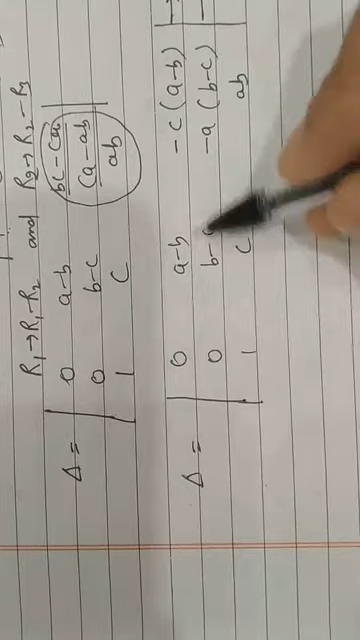 R₁→R₁-R₂ and R₂→R₂-R₃
0 a-b bc-ca
Δ = 0 b-c ca-ab
1 c ab
0 a-b -c(a-b)
Δ = 0 b-c -a(b-c)
1 c ab